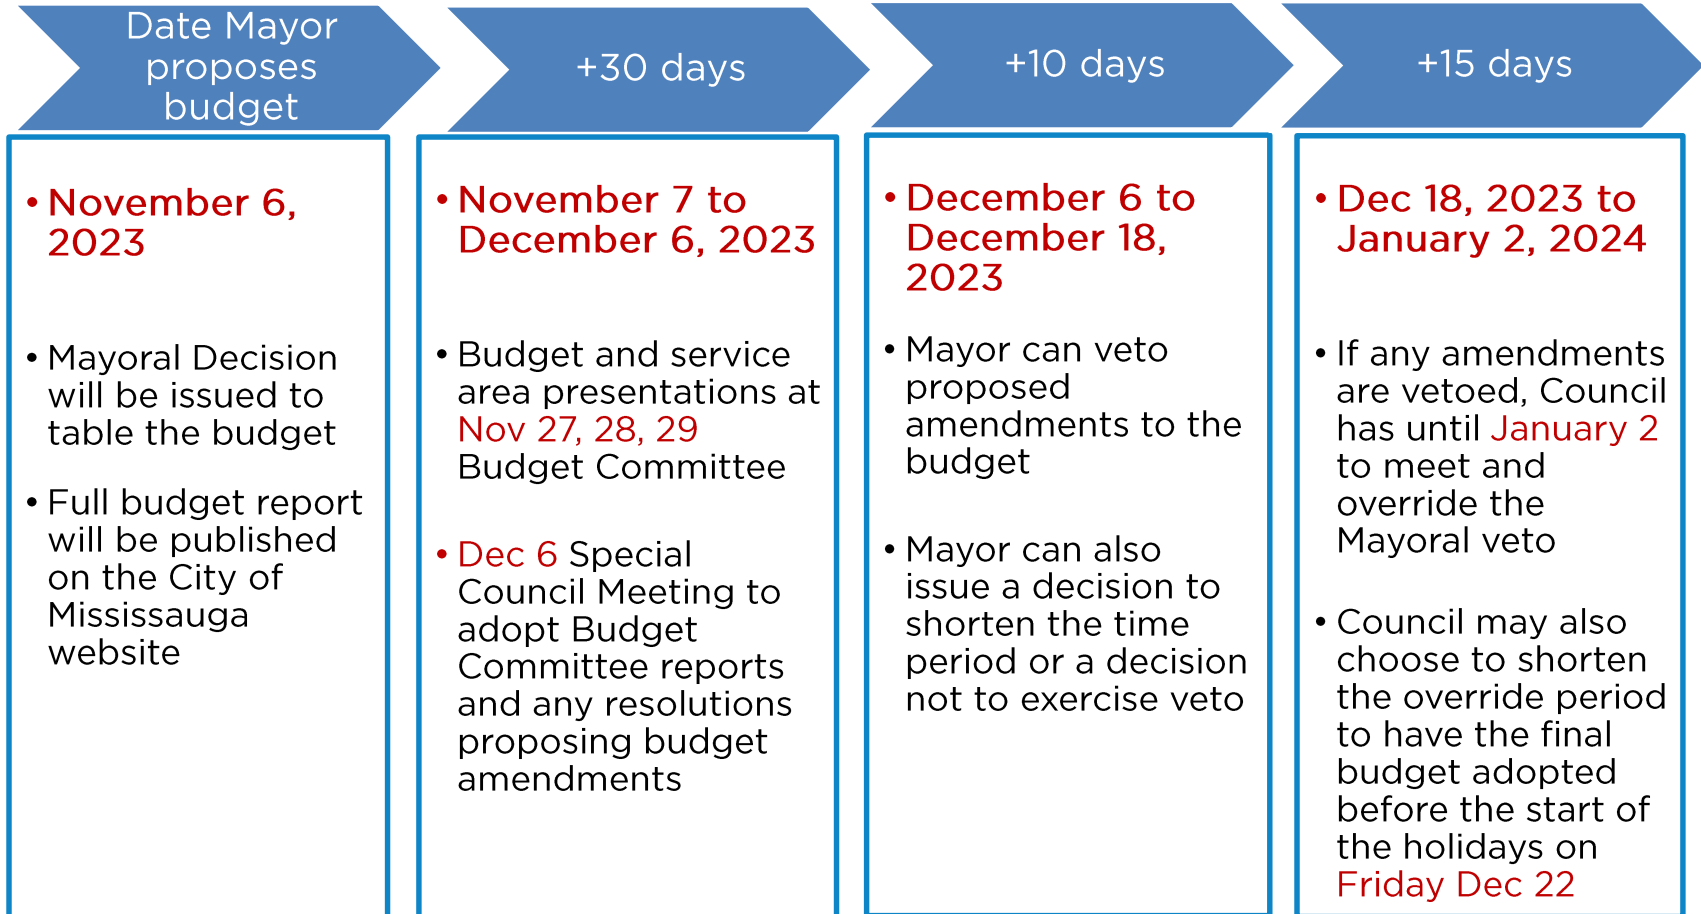 Date Mayor
proposes
budget
+30 days
+10 days
+15 days
• November 6,
2023
• Mayoral Decision
will be issued to
table the budget
• Full budget report
will be published
on the City of
Mississauga
website
• November 7 to
December 6, 2023
• Budget and service
area presentations at
Nov 27, 28, 29
Budget Committee
• Dec 6 Special
Council Meeting to
adopt Budget
Committee reports
and any resolutions
proposing budget
amendments
• December 6 to
December 18,
2023
• Mayor can veto
proposed
amendments to the
budget
• Mayor can also
issue a decision to
shorten the time
period or a decision
not to exercise veto
• Dec 18, 2023 to
January 2, 2024
• If any amendments
are vetoed, Council
has until January 2
to meet and
override the
Mayoral veto
• Council may also
choose to shorten
the override period
to have the final
budget adopted
before the start of
the holidays on
Friday Dec 22